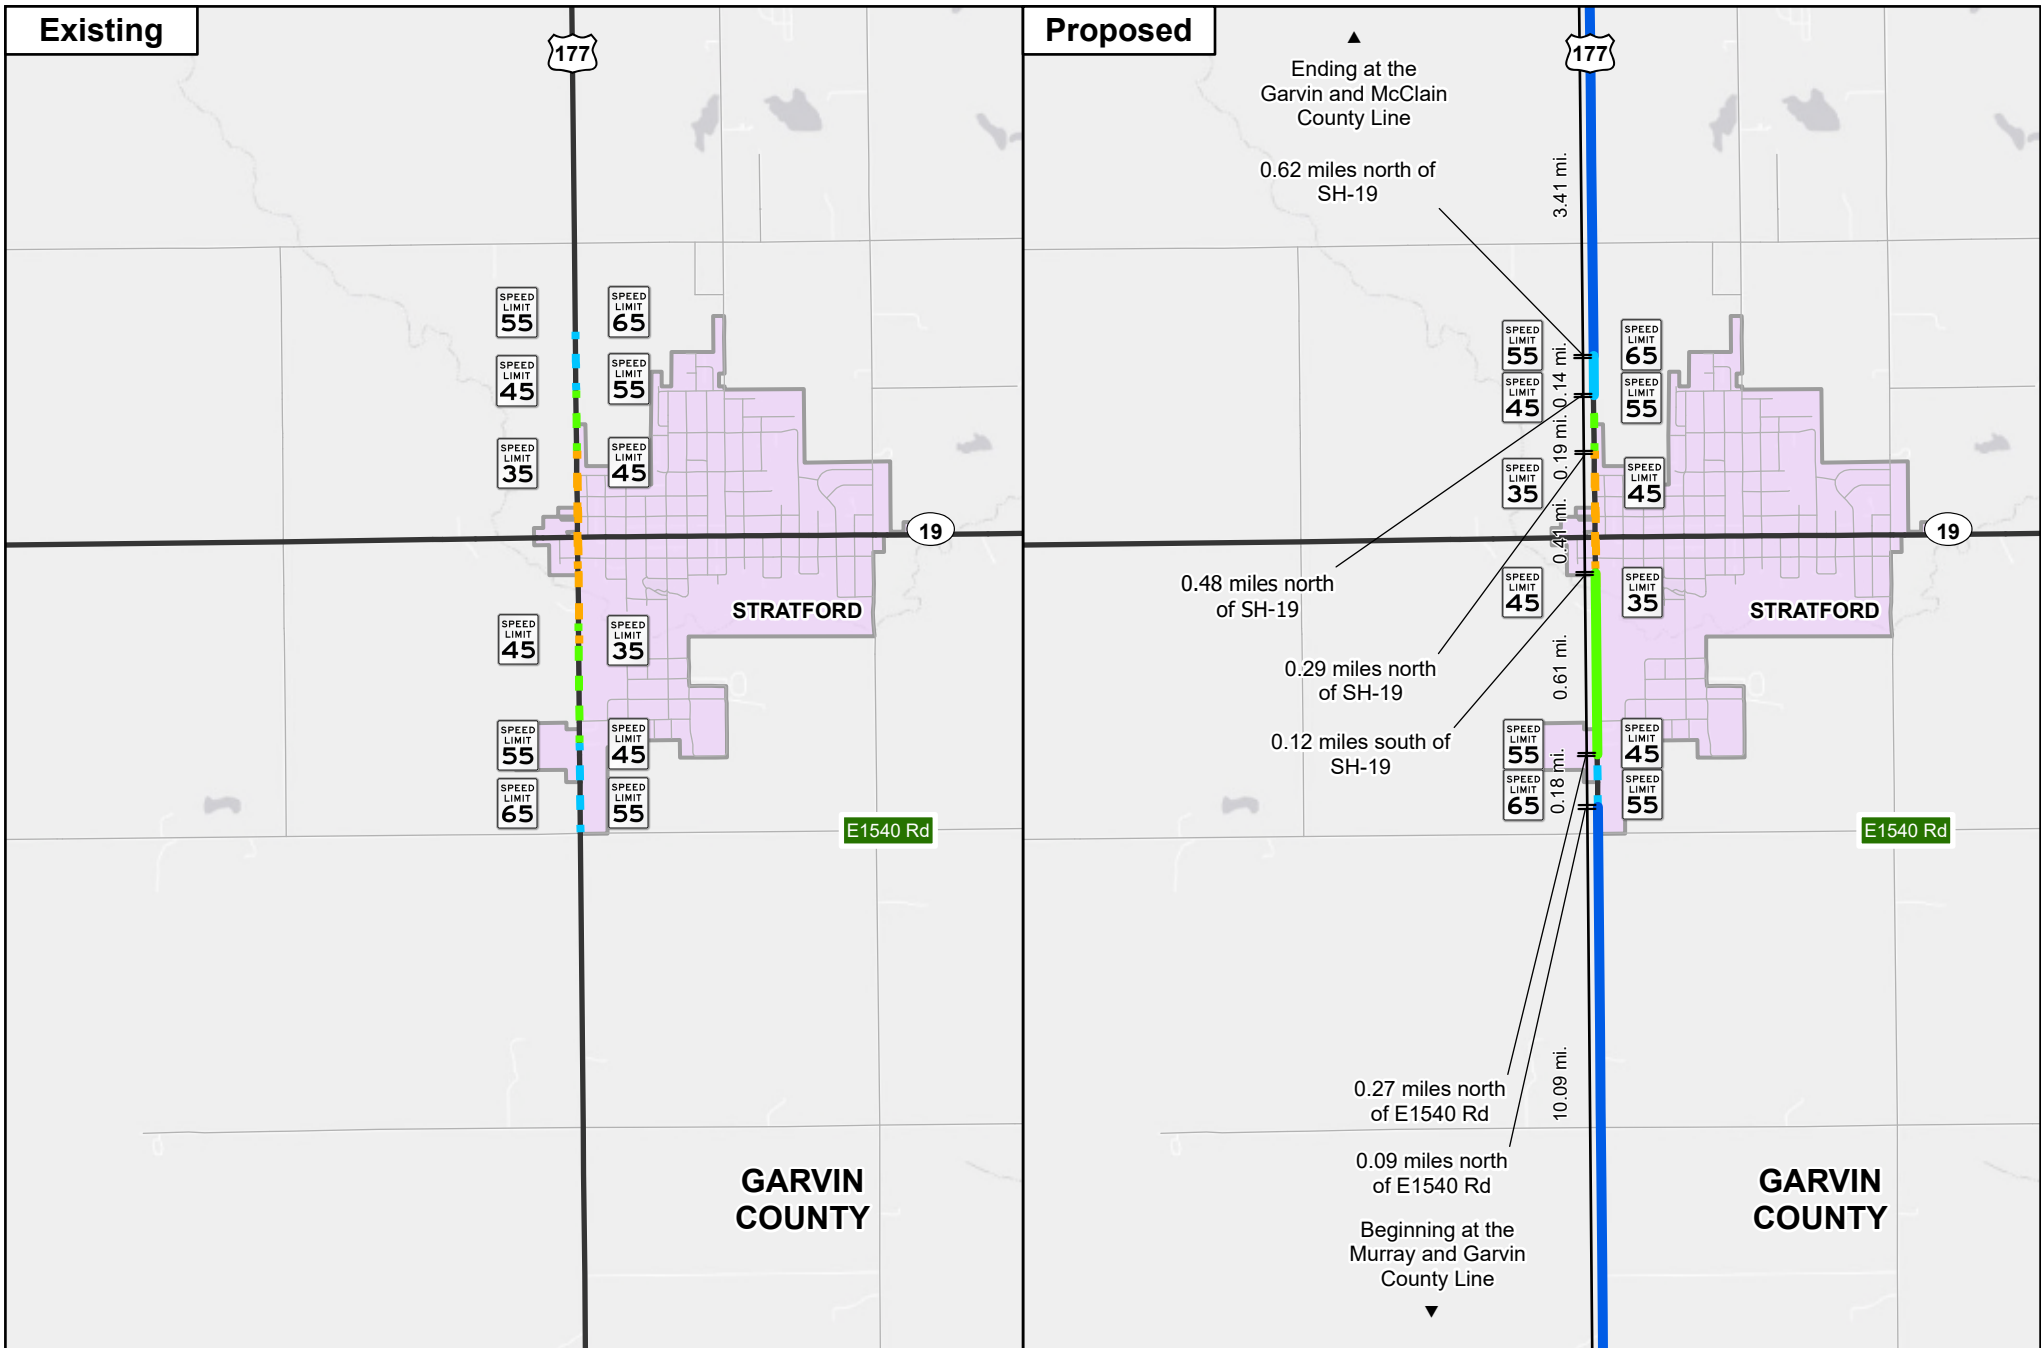 Existing
177
SPEED
LIMIT
55
SPEED
LIMIT
65
SPEED
LIMIT
45
SPEED
LIMIT
55
SPEED
LIMIT
35
SPEED
LIMIT
45
19
STRATFORD
SPEED
LIMIT
45
SPEED
LIMIT
35
SPEED
LIMIT
55
SPEED
LIMIT
45
SPEED
LIMIT
65
SPEED
LIMIT
55
E1540 Rd
GARVIN
COUNTY
Proposed
177
Ending at the
Garvin and McClain
County Line
0.62 miles north of
SH-19
3.41 mi.
SPEED
LIMIT
55
SPEED
LIMIT
65
0.14 mi.
SPEED
LIMIT
45
SPEED
LIMIT
55
0.19 mi.
SPEED
LIMIT
35
SPEED
LIMIT
45
0.41 mi.
19
0.48 miles north
of SH-19
SPEED
LIMIT
45
SPEED
LIMIT
35
STRATFORD
0.29 miles north
of SH-19
0.61 mi.
0.12 miles south of
SH-19
SPEED
LIMIT
55
SPEED
LIMIT
45
0.18 mi.
SPEED
LIMIT
65
SPEED
LIMIT
55
E1540 Rd
10.09 mi.
0.27 miles north
of E1540 Rd
0.09 miles north
of E1540 Rd
Beginning at the
Murray and Garvin
County Line
GARVIN
COUNTY